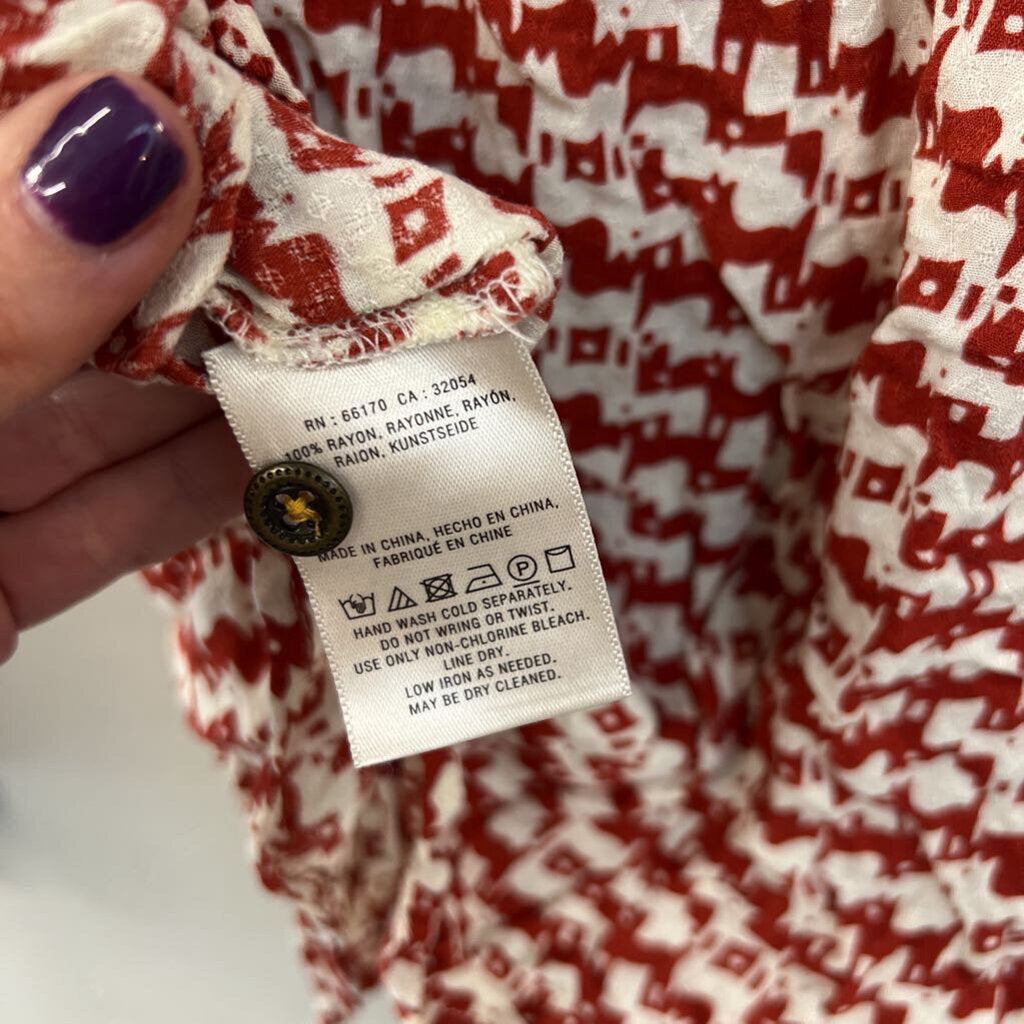 RN : 66170 CA : 32054
100% RAYON, RAYONNE, RAYÓN,
RAION, KUNSTSEIDE
MADE IN CHINA, HECHO EN CHINA,
FABRIQUÉ EN CHINE
P
HAND WASH COLD SEPARATELY.
DO NOT WRING OR TWIST.
USE ONLY NON-CHLORINE BLEACH.
LINE DRY.
LOW IRON AS NEEDED.
MAY BE DRY CLEANED.